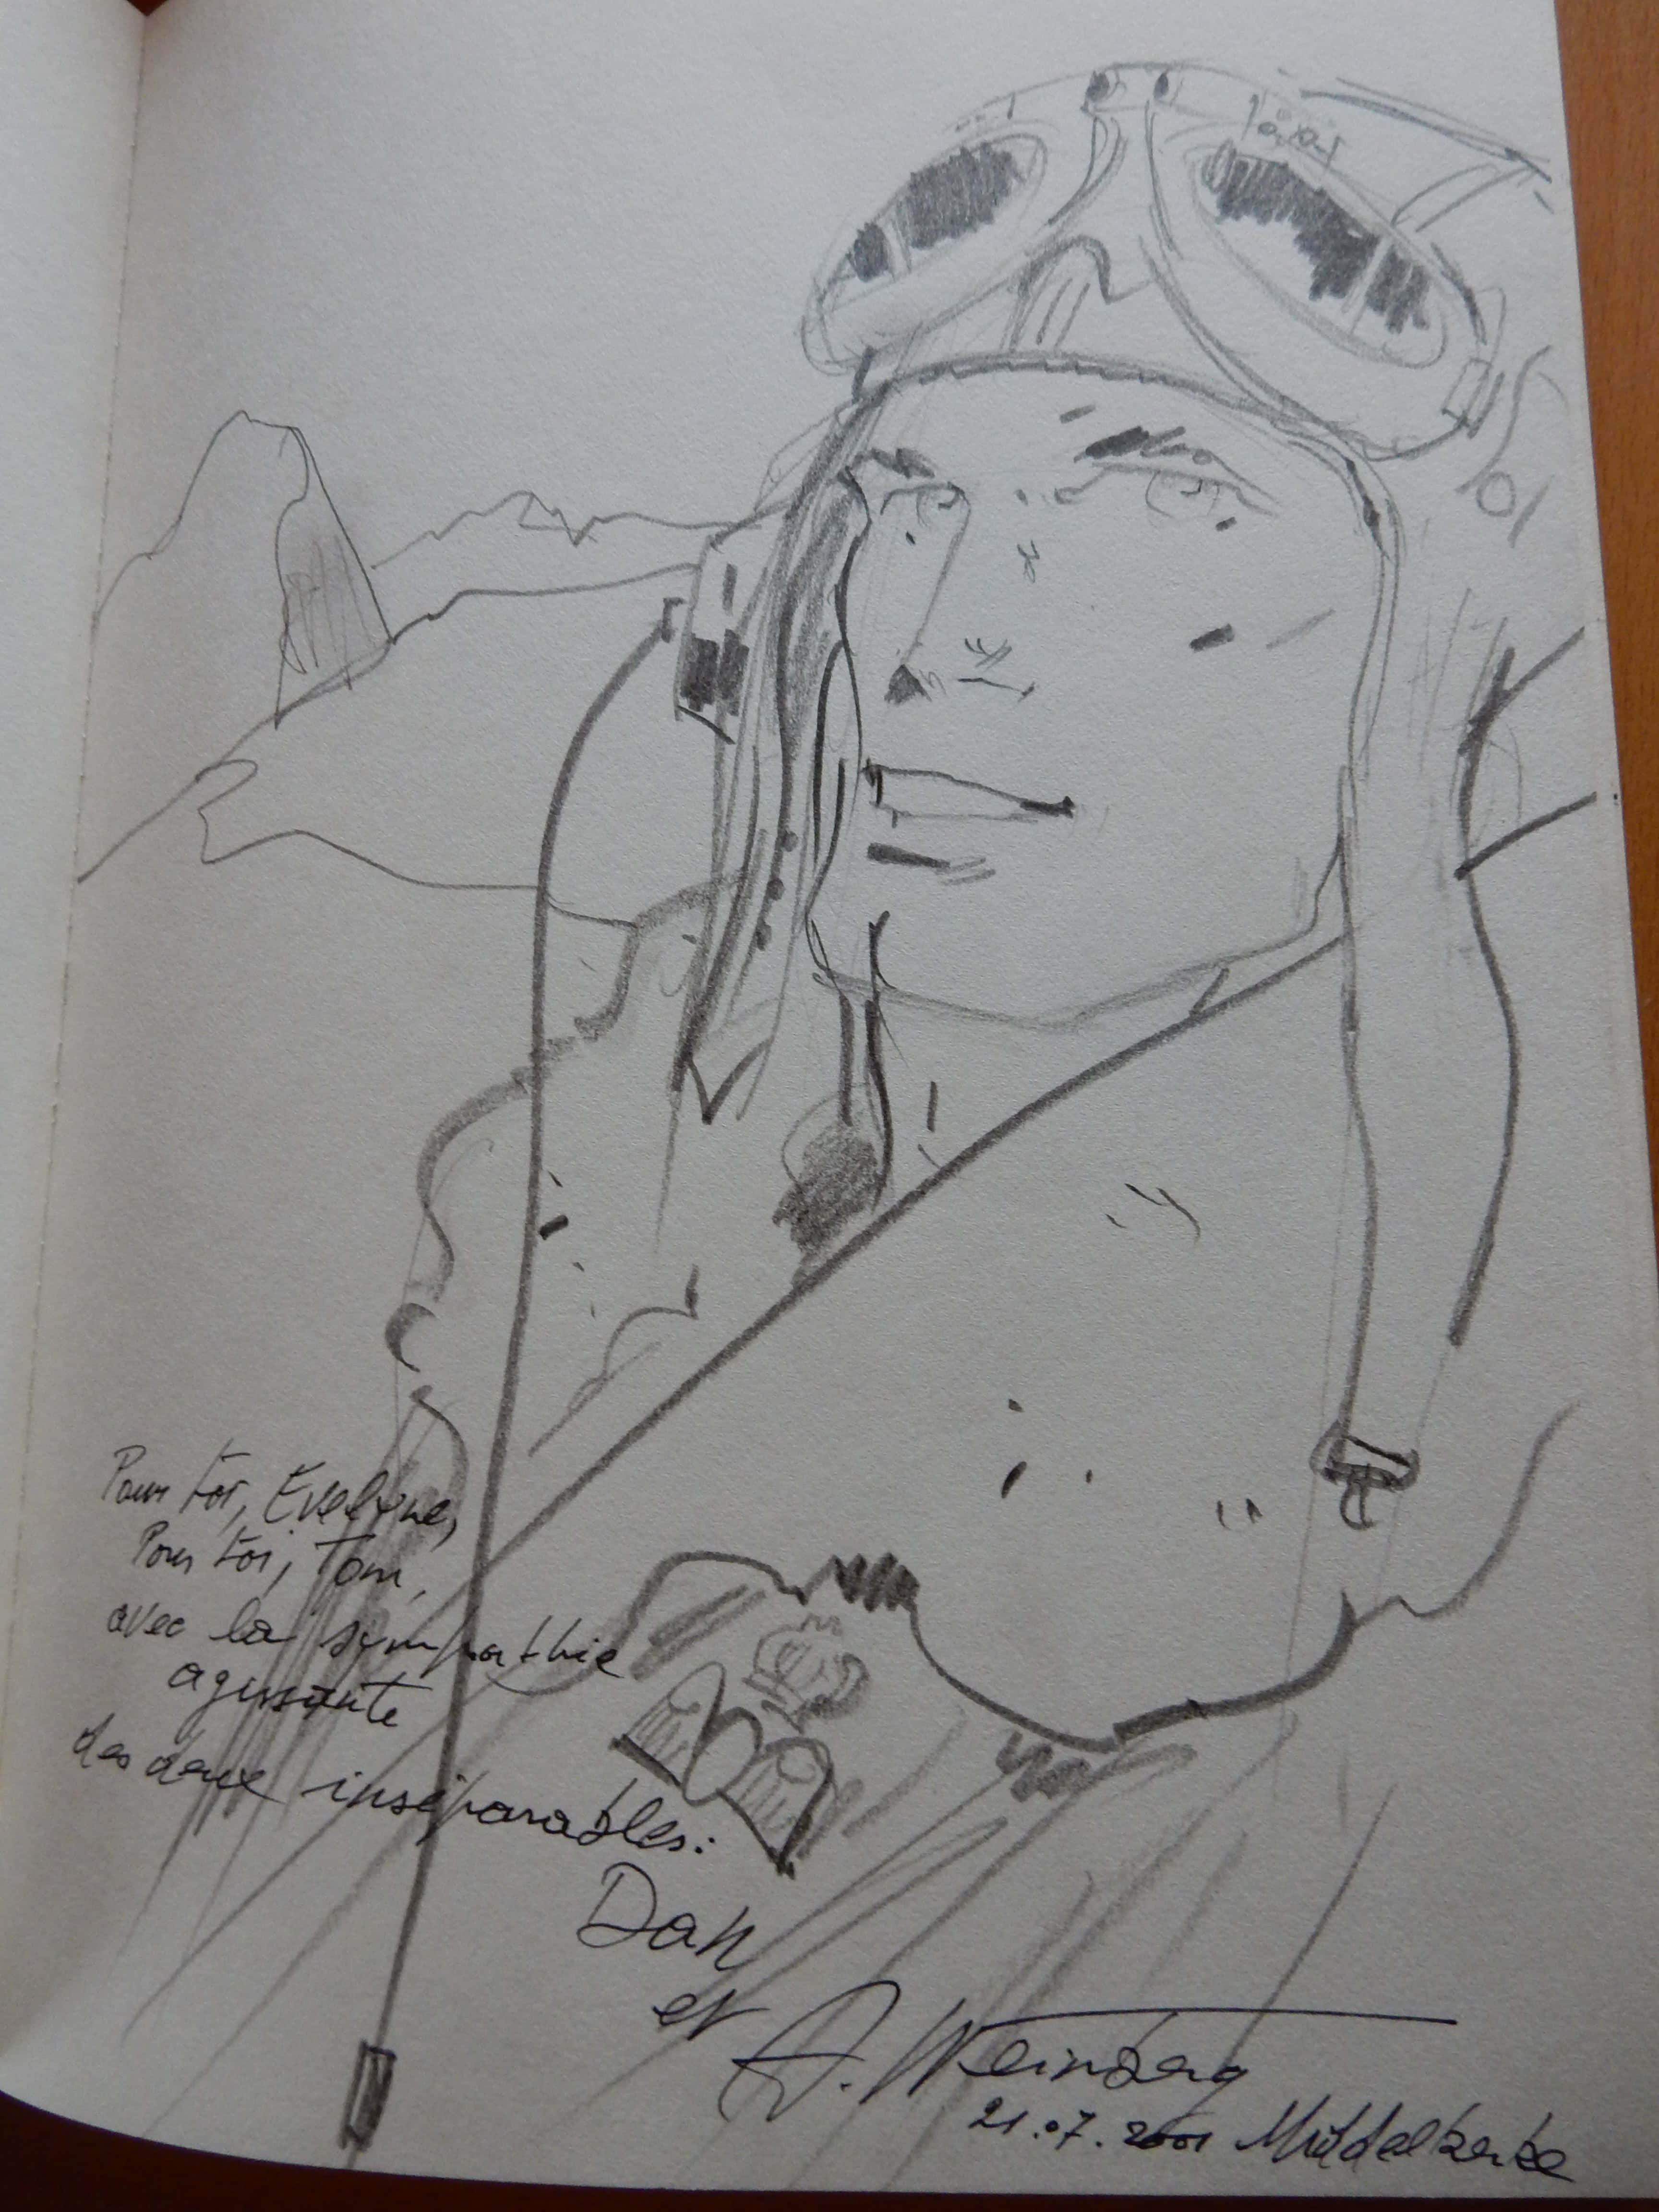 Pour toi, Evelyne,
Pour toi, Tom,
avec la sympathie
agissante
des deux inséparables:
Dan
et
A. Weinberg
21.07.2001 Middelkerke